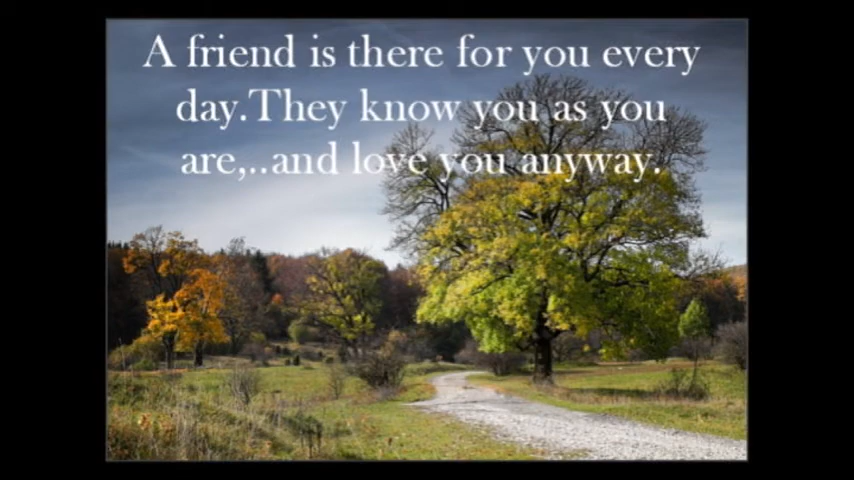 A friend is there for you every
day.They know you as you
are,..and love you anyway.